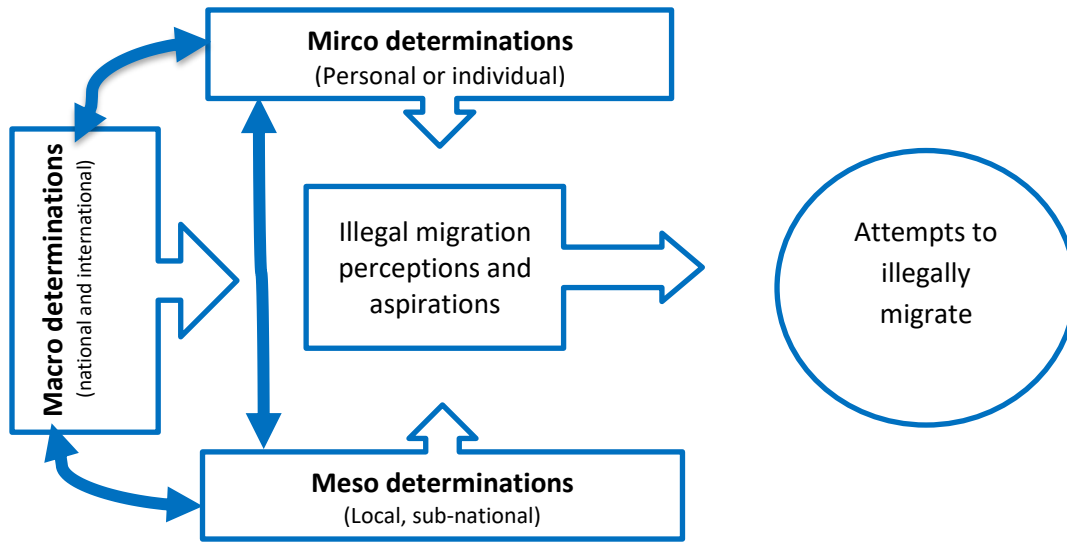 Mirco determinations
(Personal or individual)
Macro determinations
(national and international)
Illegal migration
perceptions and
aspirations
Attempts to
illegally
migrate
Meso determinations
(Local, sub-national)